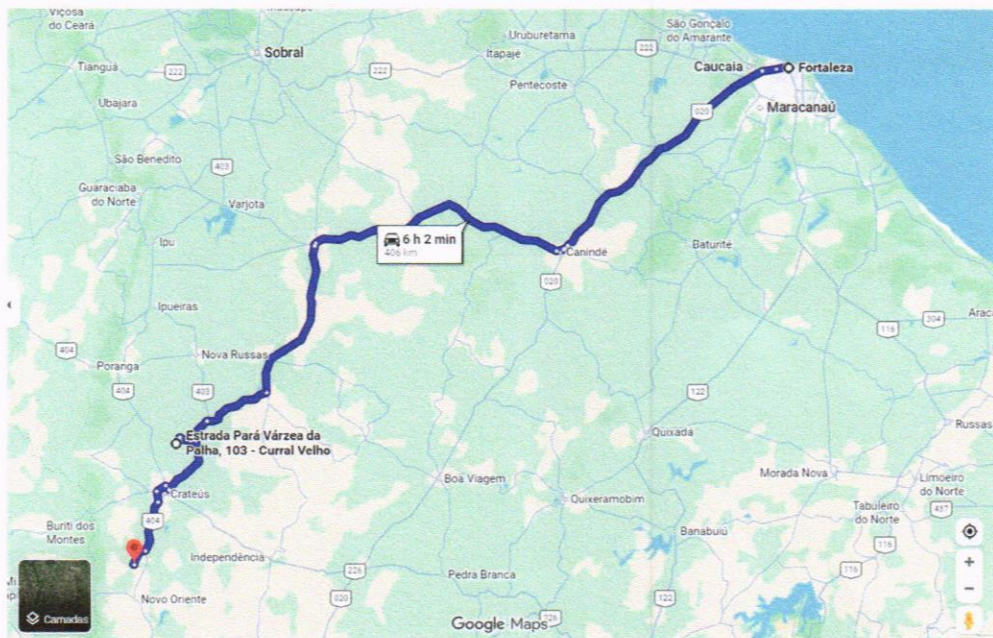 Viçosa
do Ceará
Sobral
Tianguá
222
Ubajara
222
São Benedito
403
Guaraciaba
do Norte
Varjota
Ipu
Ipueiras
404
Poranga
404
Nova Russas
403
Estrada Pará Várzea da
Palha, 103 - Curral Velho
Crateús
404
Buriti dos
Montes
Independência
Novo Oriente
Camadas
Uruburetama
Itapajé
222
São Gonçalo
do Amarante
Pentecoste
Caucaia
Fortaleza
020
Maracanaú
6 h 2 min
406 km
Canindé
020
Baturité
116
304
Araca
122
Quixadá
Russas
Boa Viagem
Morada Nova
Limoeiro
do Norte
437
Quixeramobim
Tabuleiro
do Norte
Banabuiú
116
226
Pedra Branca
020
122
116
Google Maps